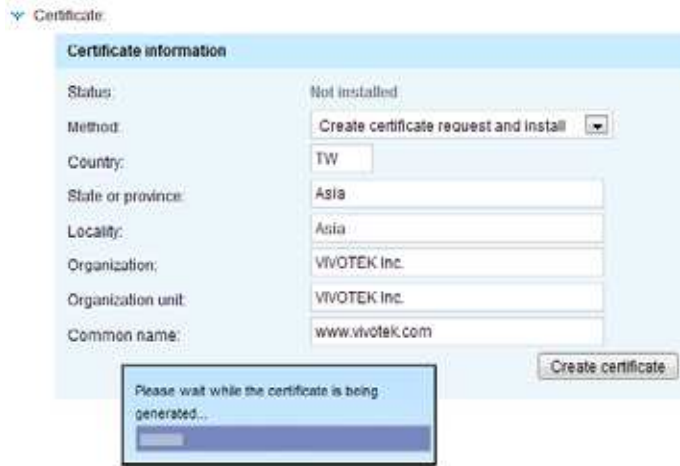 Certificate:
Certificate information
Status: Not installed
Method: Create certificate request and install
Country: TW
State or province: Asia
Locality: Asia
Organization: VIVOTEK Inc.
Organization unit: VIVOTEK Inc.
Common name: www.vivotek.com
Create certificate
Please wait while the certificate is being
generated...